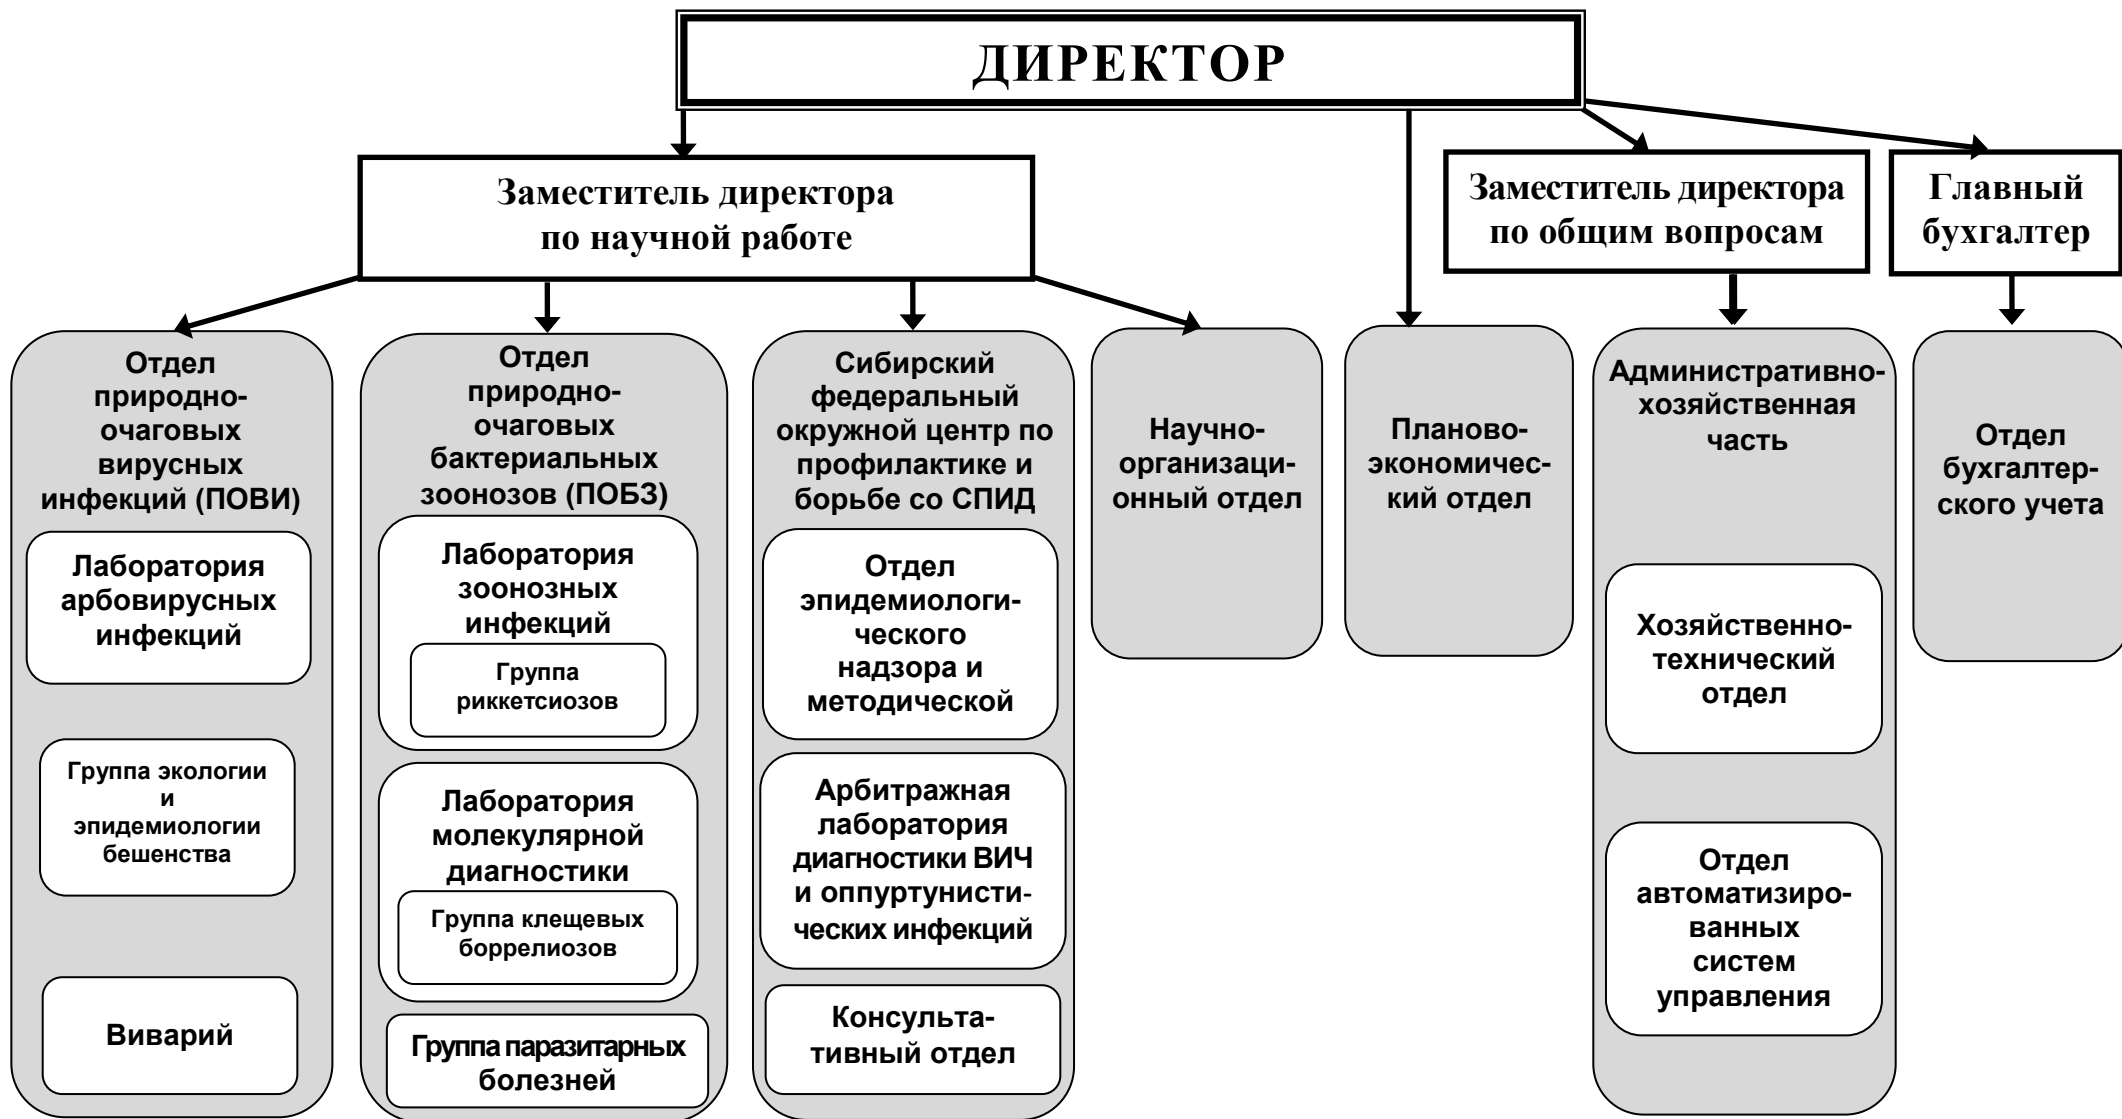 ДИРЕКТОР
Заместитель директора
по научной работе
Заместитель директора
по общим вопросам
Главный
бухгалтер
Отдел
природно-
очаговых
вирусных
инфекций (ПОВИ)
Лаборатория
арбовирусных
инфекций
Группа экологии
и
эпидемиологии
бешенства
Виварий
Отдел
природно-
очаговых
бактериальных
зоонозов (ПОБЗ)
Лаборатория
зоонозных
инфекций
Группа
риккетсиозов
Лаборатория
молекулярной
диагностики
Группа клещевых
боррелиозов
Группа паразитарных
болезней
Сибирский
федеральный
окружной центр по
профилактике и
борьбе со СПИД
Отдел
эпидемиологи-
ческого
надзора и
методической
Арбитражная
лаборатория
диагностики ВИЧ
и оппуртунисти-
ческих инфекций
Консульта-
тивный отдел
Научно-
организаци-
онный отдел
Планово-
экономичес-
кий отдел
Административно-
хозяйственная
часть
Хозяйственно-
технический
отдел
Отдел
автоматизиро-
ванных
систем
управления
Отдел
бухгалтер-
ского учета